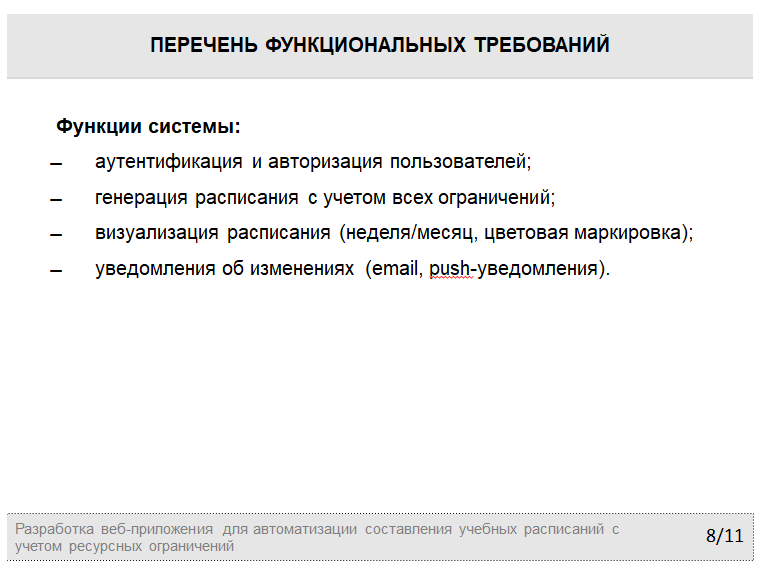 ПЕРЕЧЕНЬ ФУНКЦИОНАЛЬНЫХ ТРЕБОВАНИЙ
Функции системы:
– аутентификация и авторизация пользователей;
– генерация расписания с учетом всех ограничений;
– визуализация расписания (неделя/месяц, цветовая маркировка);
– уведомления об изменениях (email, push-уведомления).
Разработка веб-приложения для автоматизации составления учебных расписаний с
учетом ресурсных ограничений
8/11